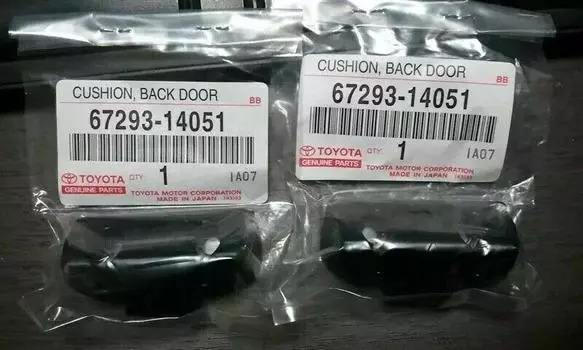 CUSHION, BACK DOOR
BB
67293-14051
TOYOTA
GENUINE PARTS
QTY.
1
IA07
TOYOTA MOTOR CORPORATION
MADE IN JAPAN
CUSHION, BACK DOOR
BB
67293-14051
TOYOTA
GENUINE PARTS
QTY.
1
IA07
TOYOTA MOTOR CORPORATION
MADE IN JAPAN